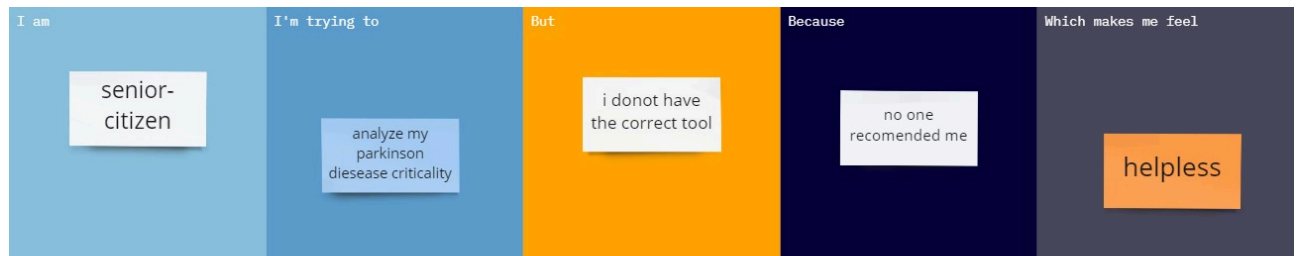 I am
senior-
citizen
I'm trying to
analyze my
parkinson
diesease criticality
But
i donot have
the correct tool
Because
no one
recomended me
Which makes me feel
helpless